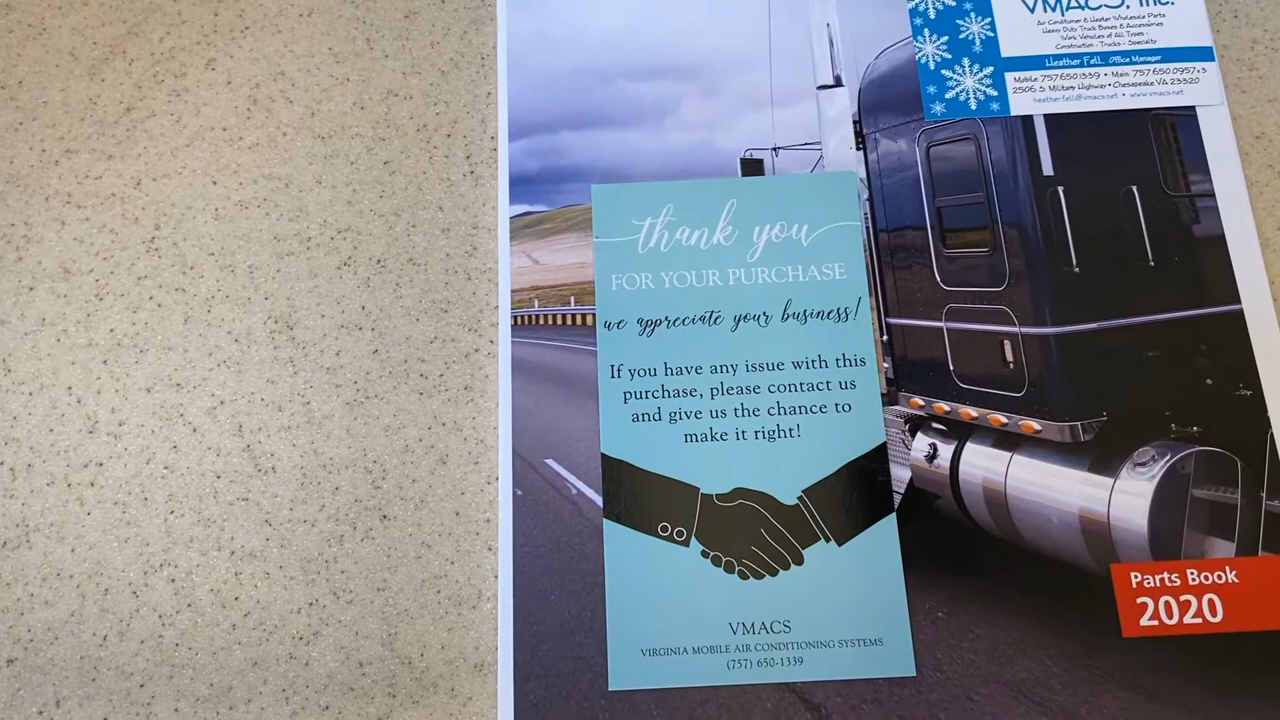 VMACS, Inc.
Air Conditioner & Heater Wholesale Parts
Heavy Duty Truck Boxes & Accessories
Work Vehicles of All Types -
Construction - Trucks - Specialty
Heather Fell, Office Manager
Mobile: 757.650.1339 • Main: 757.650.0957 x3
2506 S. Military Highway • Chesapeake, VA 23320
heather.fell@vmacs.net • www.vmacs.net
thank you
FOR YOUR PURCHASE
we appreciate your business!
If you have any issue with this
purchase, please contact us
and give us the chance to
make it right!
VMACS
VIRGINIA MOBILE AIR CONDITIONING SYSTEMS
(757) 650-1339
Parts Book
2020